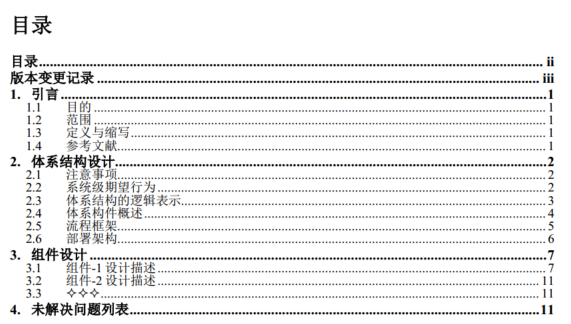 目录
目录 ii
版本变更记录 iii
1. 引言 1
1.1 目的 1
1.2 范围 1
1.3 定义与缩写 1
1.4 参考文献 1
2. 体系结构设计 2
2.1 注意事项 2
2.2 系统级期望行为 2
2.3 体系结构的逻辑表示 3
2.4 体系构件概述 4
2.5 流程框架 5
2.6 部署架构 6
3. 组件设计 7
3.1 组件-1 设计描述 7
3.2 组件-2 设计描述 11
3.3 ✧✧✧ 11
4. 未解决问题列表 11